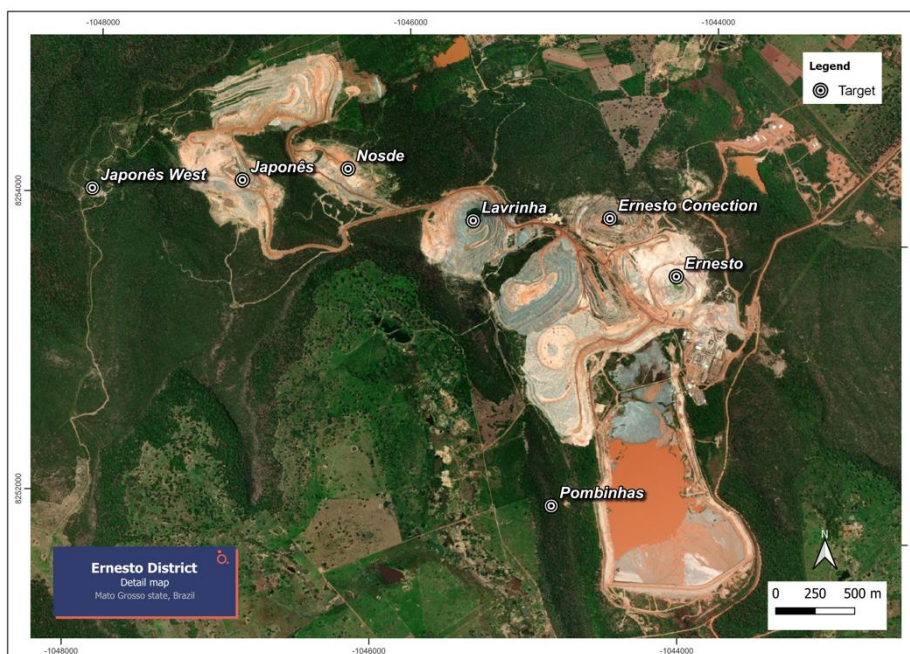 -1048000
-1046000
-1044000
Legend
Target
Japonês West
Japonês
Nosde
Lavrinha
Ernesto Conection
Ernesto
Pombinhas
8254000
8252000
Ernesto District
Detail map
Mato Grosso state, Brazil
N
0 250 500 m
-1048000
-1046000
-1044000